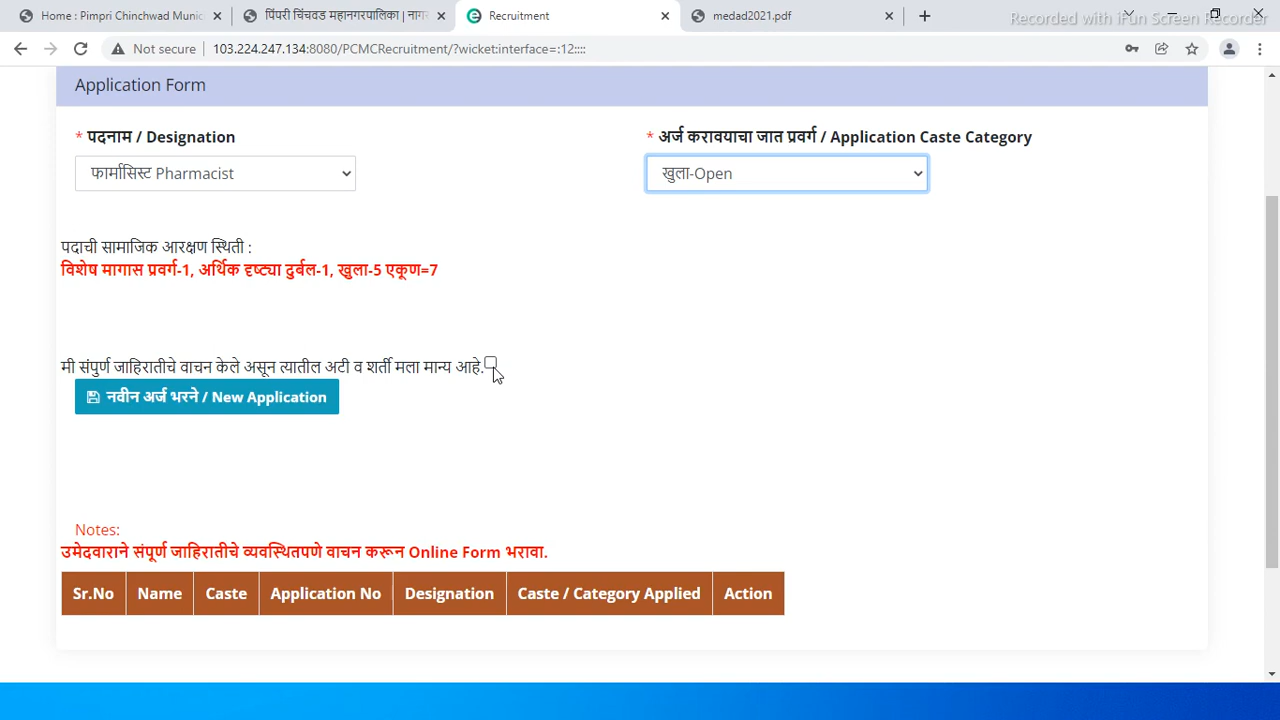 Home : Pimpri Chinchwad Munic
पिंपरी चिंचवड महानगरपालिका | नागर
Recruitment
medad2021.pdf
Recorded with iFun Screen Recorder
Not secure
103.224.247.134:8080/PCMCRecruitment/?wicket:interface=:12::::
Application Form
* पदनाम / Designation
* अर्ज करावयाचा जात प्रवर्ग / Application Caste Category
फार्मासिस्ट Pharmacist
खुला-Open
पदाची सामाजिक आरक्षण स्थिती :
विशेष मागास प्रवर्ग-1, अर्थिक दृष्ट्या दुर्बल-1, खुला-5 एकूण=7
मी संपुर्ण जाहिरातीचे वाचन केले असून त्यातील अटी व शर्ती मला मान्य आहे.
नवीन अर्ज भरने / New Application
Notes:
उमेदवाराने संपूर्ण जाहिरातीचे व्यवस्थितपणे वाचन करून Online Form भरावा.
Sr.No Name Caste Application No Designation Caste / Category Applied Action